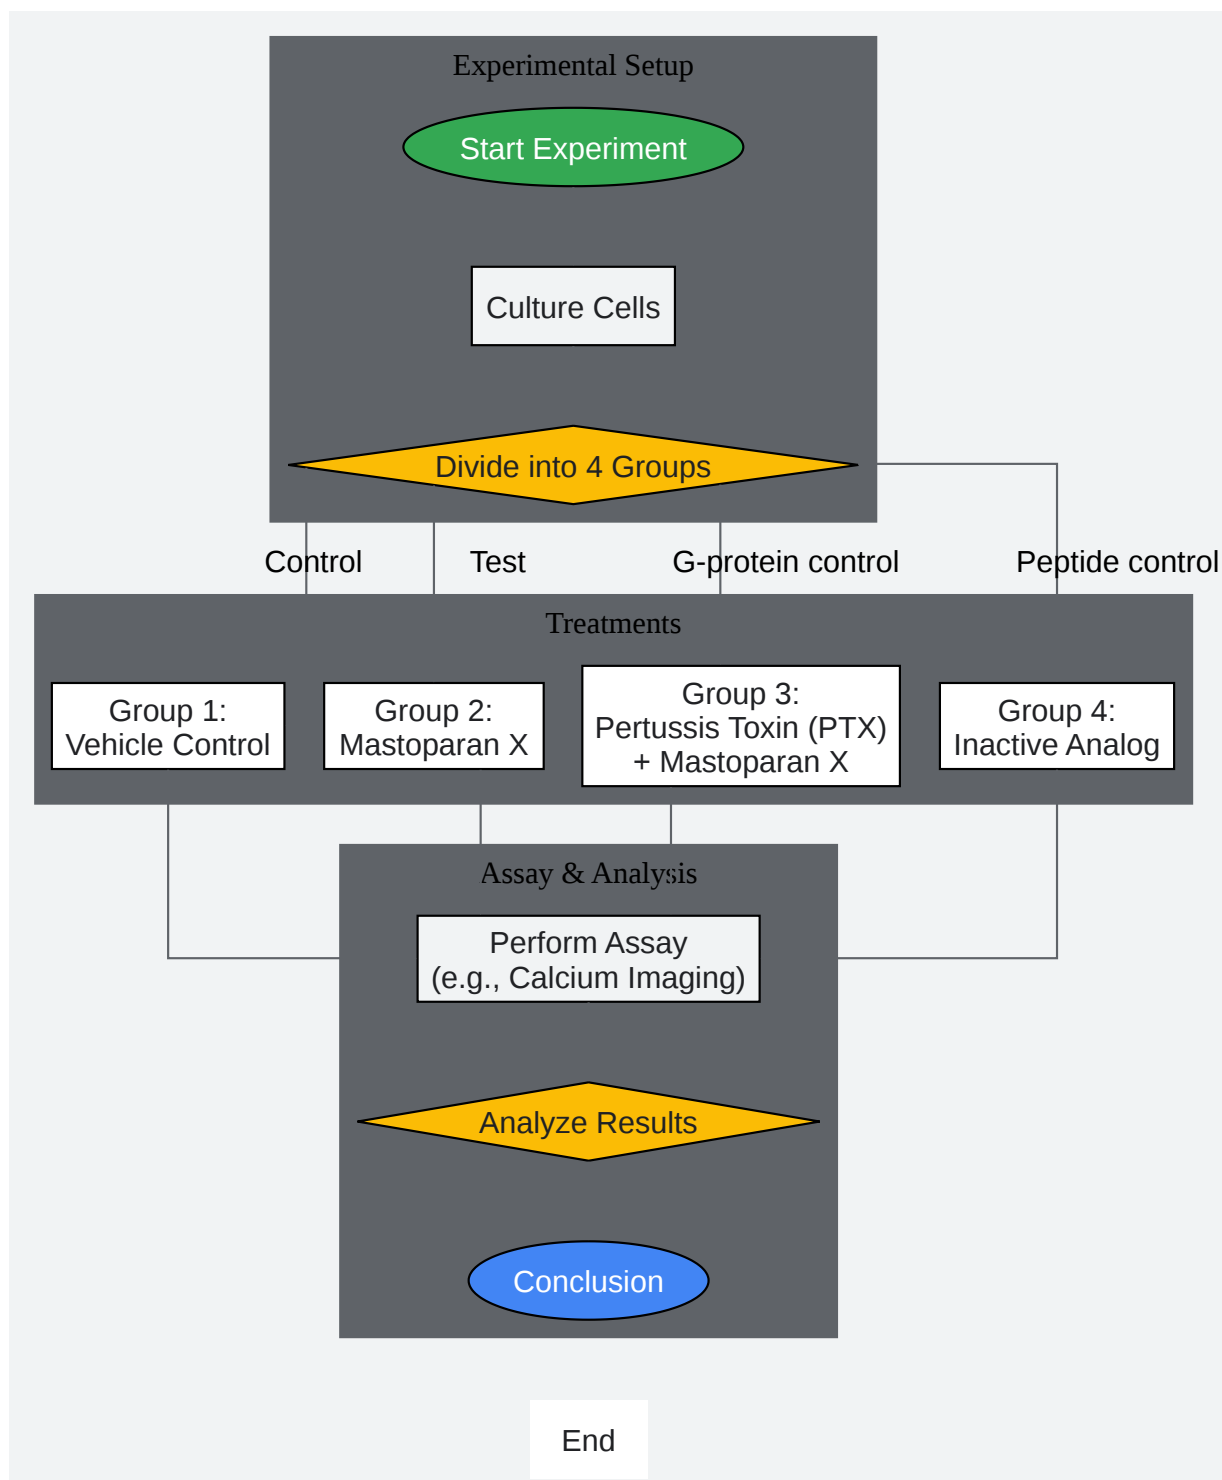 Experimental Setup
Start Experiment
Culture Cells
Divide into 4 Groups
Control
Test
G-protein control
Peptide control
Treatments
Group 1:
Vehicle Control
Group 2:
Mastoparan X
Group 3:
Pertussis Toxin (PTX)
+ Mastoparan X
Group 4:
Inactive Analog
Assay & Analysis
Perform Assay
(e.g., Calcium Imaging)
Analyze Results
Conclusion
End